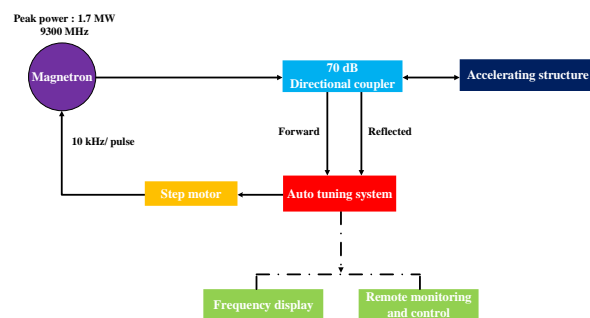 Peak power : 1.7 MW
9300 MHz
Magnetron
70 dB
Directional coupler
Accelerating structure
Forward
Reflected
10 kHz/ pulse
Step motor
Auto tuning system
Frequency display
Remote monitoring
and control